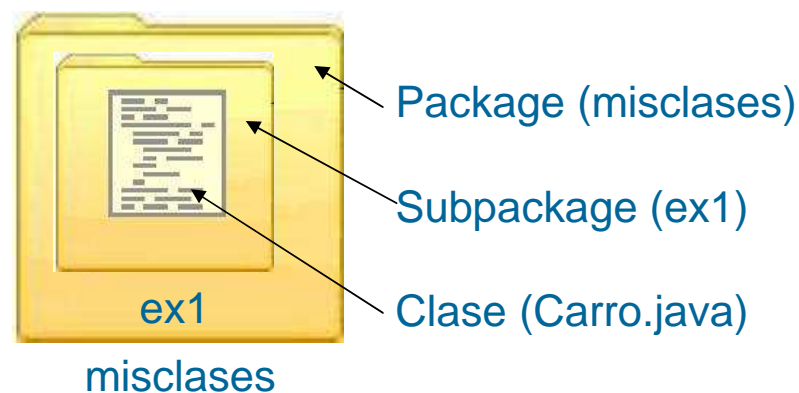 Package (misclases)
Subpackage (ex1)
Clase (Carro.java)
ex1
misclases